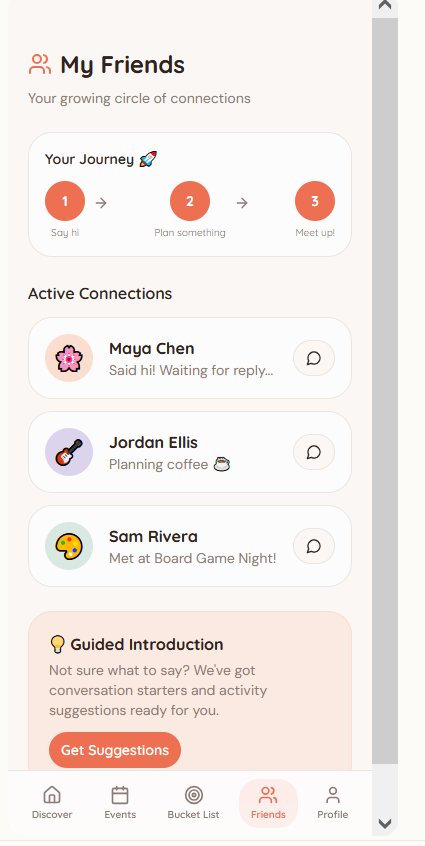 My Friends
Your growing circle of connections
Your Journey 🚀
1 → 2 → 3
Say hi Plan something Meet up!
Active Connections
Maya Chen
Said hi! Waiting for reply...
Jordan Ellis
Planning coffee ☕
Sam Rivera
Met at Board Game Night!
💡 Guided Introduction
Not sure what to say? We've got
conversation starters and activity
suggestions ready for you.
Get Suggestions
Discover Events Bucket List Friends Profile